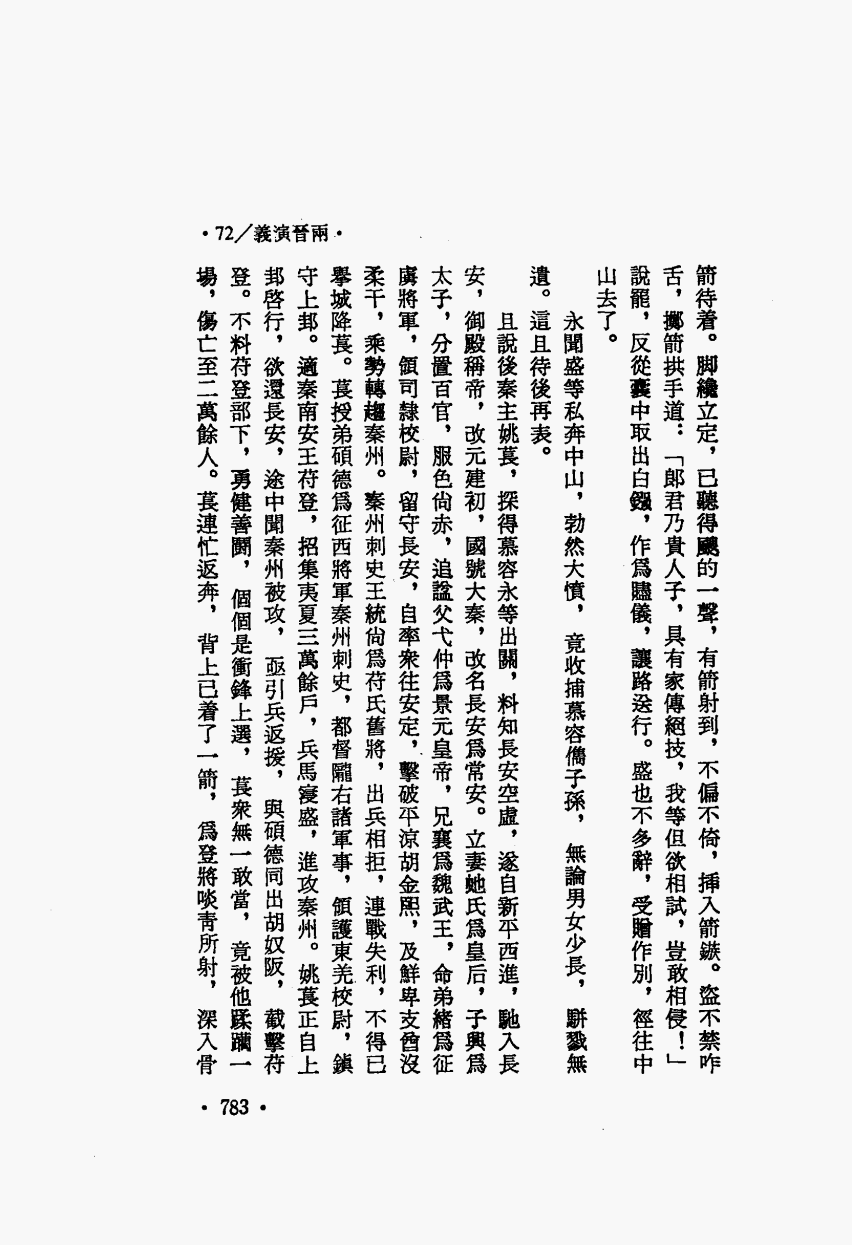 ·72／義演晉兩·
箭待着。脚纔立定，已聽得颼的一聲，有箭射到，不偏不倚，挿入箭鏃。盜不禁咋
舌，擲箭拱手道：「郞君乃貴人子，具有家傳絕技，我等但欲相試，豈敢相侵！」
說罷，反從囊中取出白鏹，作爲贐儀，讓路送行。盛也不多辭，受贈作別，徑往中
山去了。
永聞盛等私奔中山，勃然大憤，竟收捕慕容儁子孫，無論男女少長，駢戮無
遺。這且待後再表。
且說後秦主姚萇，探得慕容永等出關，料知長安空虛，遂自新平西進，馳入長
安，御殿稱帝，改元建初，國號大秦，改名長安爲常安。立妻虵氏爲皇后，子興爲
太子，分置百官，服色尙赤，追諡父弋仲爲景元皇帝，兄襄爲魏武王，命弟緒爲征
虜將軍，領司隸校尉，留守長安，自率衆往安定，擊破平涼胡金熙，及鮮卑支酋沒
柔干，乘勢轉趨秦州。秦州刺史王統尙爲苻氏舊將，出兵相拒，連戰失利，不得已
擧城降萇。萇授弟碩德爲征西將軍秦州刺史，都督隴右諸軍事，領護東羌校尉，鎭
守上邽。適秦南安王苻登，招集夷夏三萬餘戶，兵馬寖盛，進攻秦州。姚萇正自上
邽啓行，欲還長安，途中聞秦州被攻，亟引兵返援，與碩德同出胡奴阪，截擊苻
登。不料苻登部下，勇健善鬪，個個是衝鋒上選，萇衆無一敢當，竟被他蹂躪一
場，傷亡至二萬餘人。萇連忙返奔，背上已着了一箭，爲登將啖靑所射，深入骨
·783·